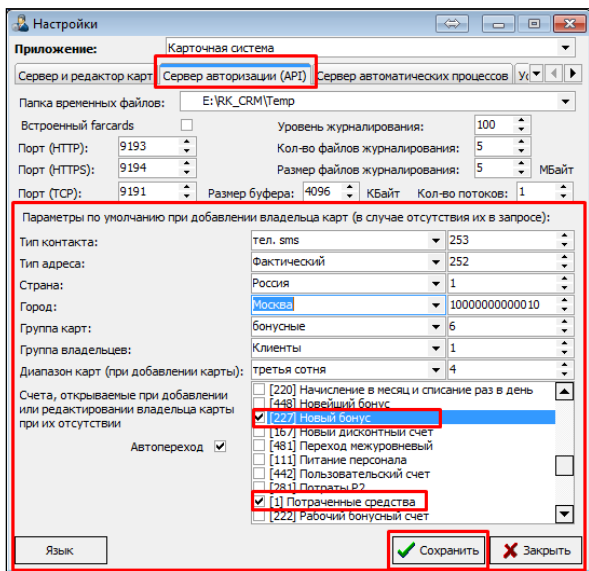 Настройки
Приложение: Карточная система
Сервер и редактор карт Сервер авторизации (API) Сервер автоматических процессов Ус
Папка временных файлов: E:\RK_CRM\Temp
Встроенный farcards Уровень журналирования: 100
Порт (HTTP): 9193 Кол-во файлов журналирования: 5
Порт (HTTPS): 9194 Размер файлов журналирования: 5 МБайт
Порт (TCP): 9191 Размер буфера: 4096 КБайт Кол-во потоков: 1
Параметры по умолчанию при добавлении владельца карт (в случае отсутствия их в запросе):
Тип контакта: тел. sms 253
Тип адреса: Фактический 252
Страна: Россия 1
Город: Москва 10000000000010
Группа карт: бонусные 6
Группа владельцев: Клиенты 1
Диапазон карт (при добавлении карты): третья сотня 4
Счета, открываемые при добавлении
или редактировании владельца карты
при их отсутствии
Автопереход
[220] Начисление в месяц и списание раз в день
[448] Новейший бонус
[227] Новый бонус
[167] Новый дисконтный счет
[481] Переход межуровневый
[111] Питание персонала
[442] Пользовательский счет
[281] Потраты Р2
[1] Потраченные средства
[222] Рабочий бонусный счет
Язык Сохранить Закрыть